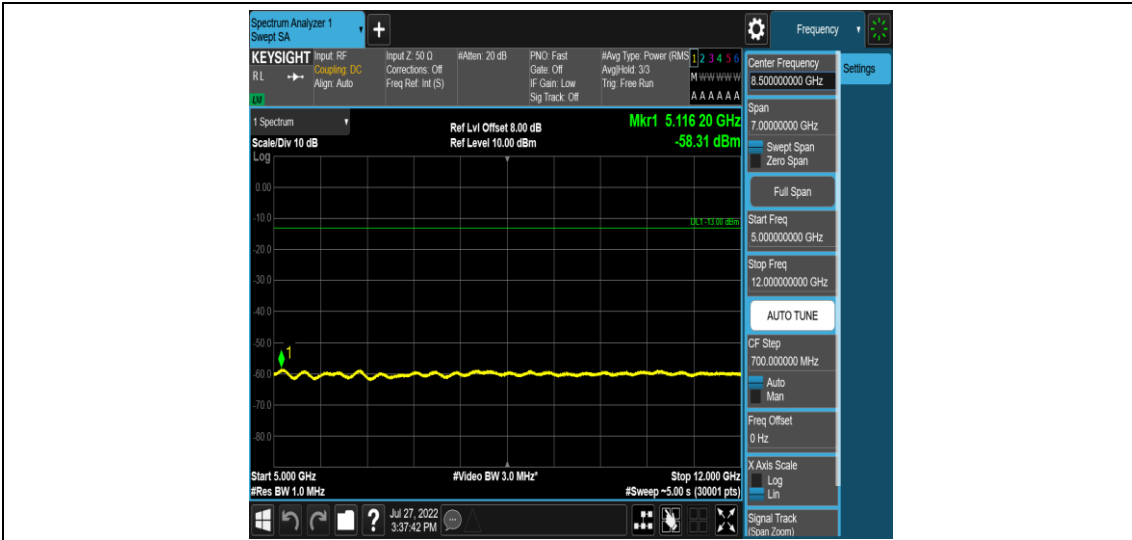 Spectrum Analyzer 1
Swept SA
+
Frequency
KEYSIGHT
RL
Input: RF
Coupling: DC
Align: Auto
Input Z: 50 Ω
Corrections: Off
Freq Ref: Int (S)
#Atten: 20 dB
PNO: Fast
Gate: Off
IF Gain: Low
Sig Track: Off
#Avg Type: Power (RMS
Avg|Hold: 3/3
Trig: Free Run
1 2 3 4 5 6
M W W W W W
A A A A A A
1 Spectrum
Scale/Div 10 dB
Log
Ref Lvl Offset 8.00 dB
Ref Level 10.00 dBm
Mkr1 5.116 20 GHz
-58.31 dBm
0.00
-10.0
DL1 -13.00 dBm
-20.0
-30.0
-40.0
-50.0
1
-60.0
-70.0
-80.0
Start 5.000 GHz
#Res BW 1.0 MHz
#Video BW 3.0 MHz*
Stop 12.000 GHz
#Sweep ~5.00 s (30001 pts)
?
Jul 27, 2022
3:37:42 PM
Center Frequency
8.500000000 GHz
Settings
Span
7.00000000 GHz
Swept Span
Zero Span
Full Span
Start Freq
5.000000000 GHz
Stop Freq
12.000000000 GHz
AUTO TUNE
CF Step
700.000000 MHz
Auto
Man
Freq Offset
0 Hz
X Axis Scale
Log
Lin
Signal Track
(Span Zoom)